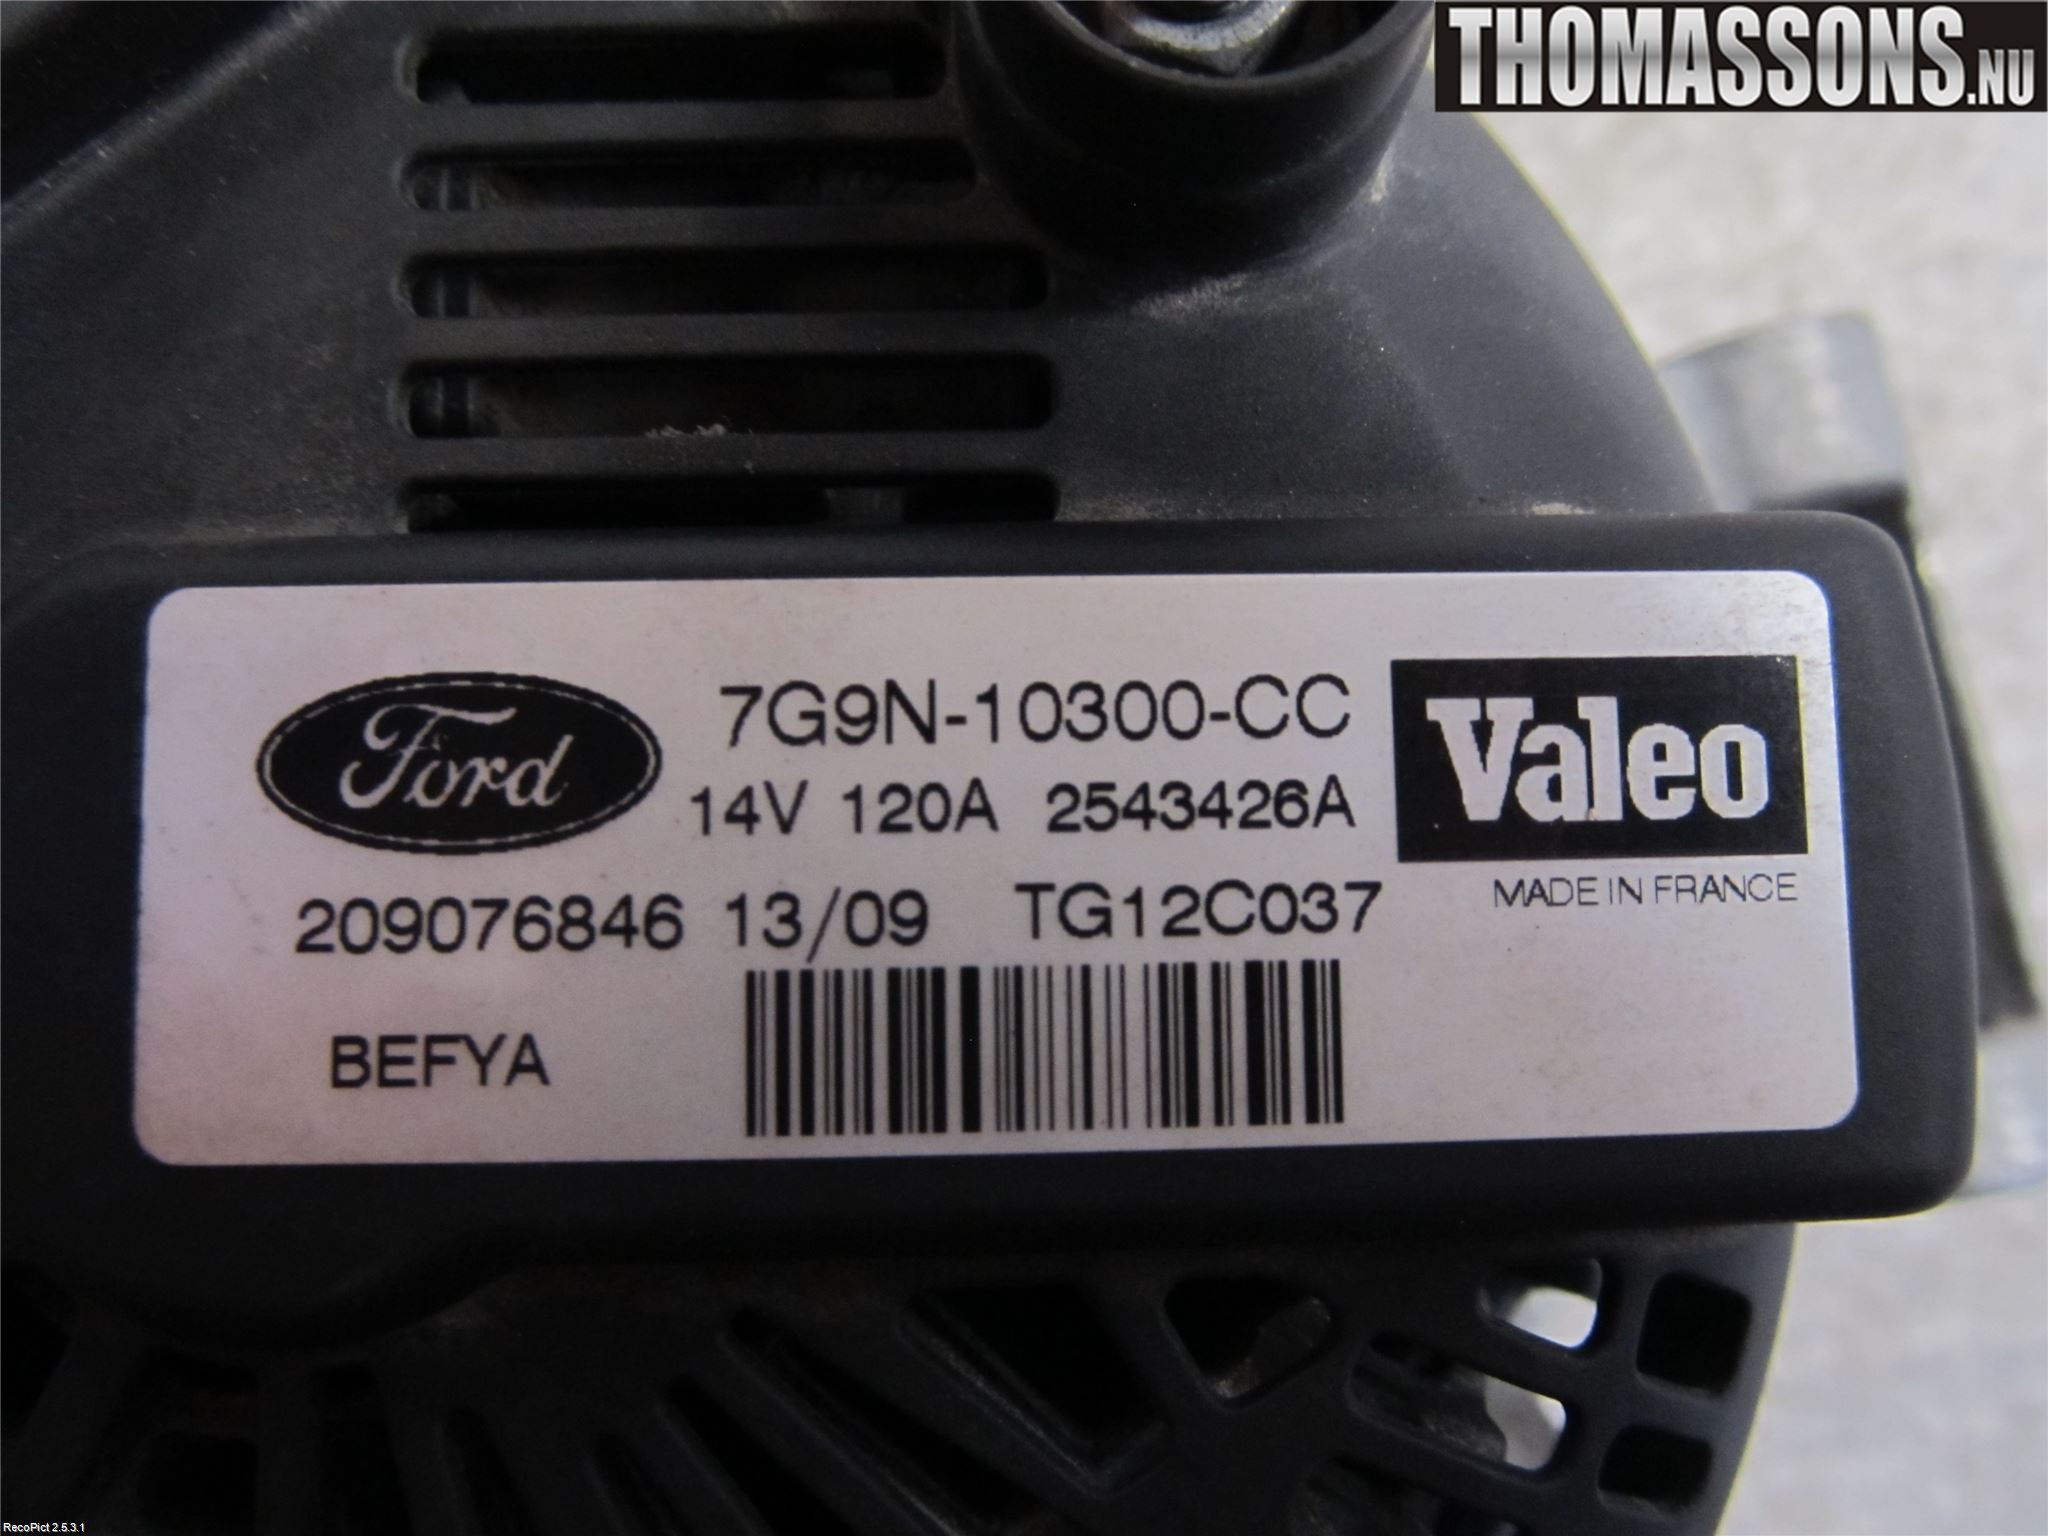 THOMASSONS.NU
Ford
7G9N-10300-CC
Valeo
14V 120A 2543426A
209076846 13/09 TG12C037
MADE IN FRANCE
BEFYA
RecoPict 2.5.3.1